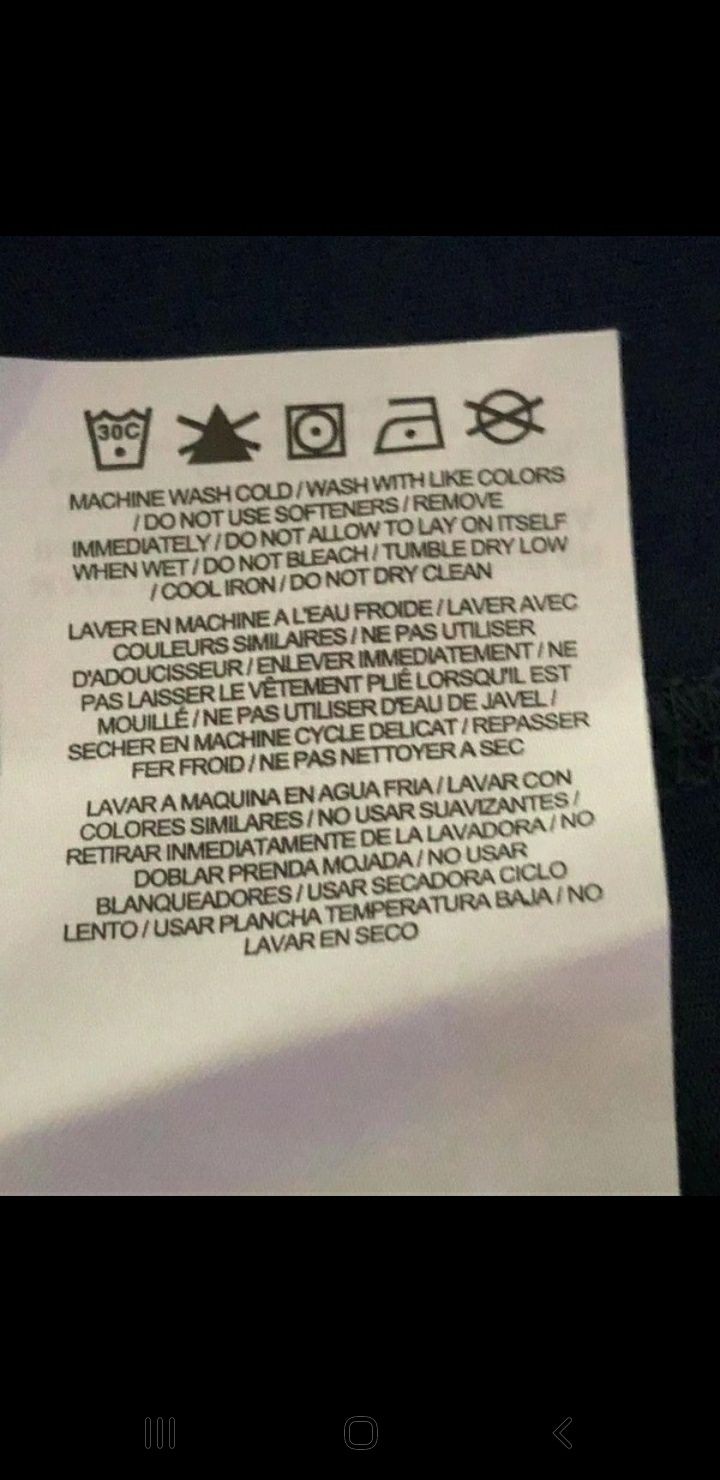 30C
MACHINE WASH COLD / WASH WITH LIKE COLORS
/ DO NOT USE SOFTENERS / REMOVE
IMMEDIATELY / DO NOT ALLOW TO LAY ON ITSELF
WHEN WET / DO NOT BLEACH / TUMBLE DRY LOW
/ COOL IRON / DO NOT DRY CLEAN
LAVER EN MACHINE A L'EAU FROIDE / LAVER AVEC
COULEURS SIMILAIRES / NE PAS UTILISER
D'ADOUCISSEUR / ENLEVER IMMEDIATEMENT / NE
PAS LAISSER LE VÊTEMENT PLIÉ LORSQU'IL EST
MOUILLÉ / NE PAS UTILISER D'EAU DE JAVEL /
SECHER EN MACHINE CYCLE DELICAT / REPASSER
FER FROID / NE PAS NETTOYER A SEC
LAVAR A MAQUINA EN AGUA FRIA / LAVAR CON
COLORES SIMILARES / NO USAR SUAVIZANTES /
RETIRAR INMEDIATAMENTE DE LA LAVADORA / NO
DOBLAR PRENDA MOJADA / NO USAR
BLANQUEADORES / USAR SECADORA CICLO
LENTO / USAR PLANCHA TEMPERATURA BAJA / NO
LAVAR EN SECO